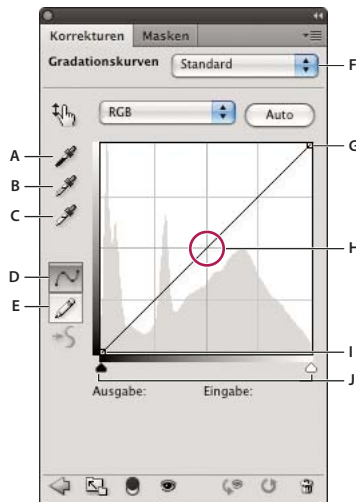 Korrekturen Masken
Gradationskurven Standard
F
RGB Auto
G
A
B
C
H
D
E
I
J
Ausgabe: Eingabe: